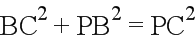 BC² + PB² = PC²